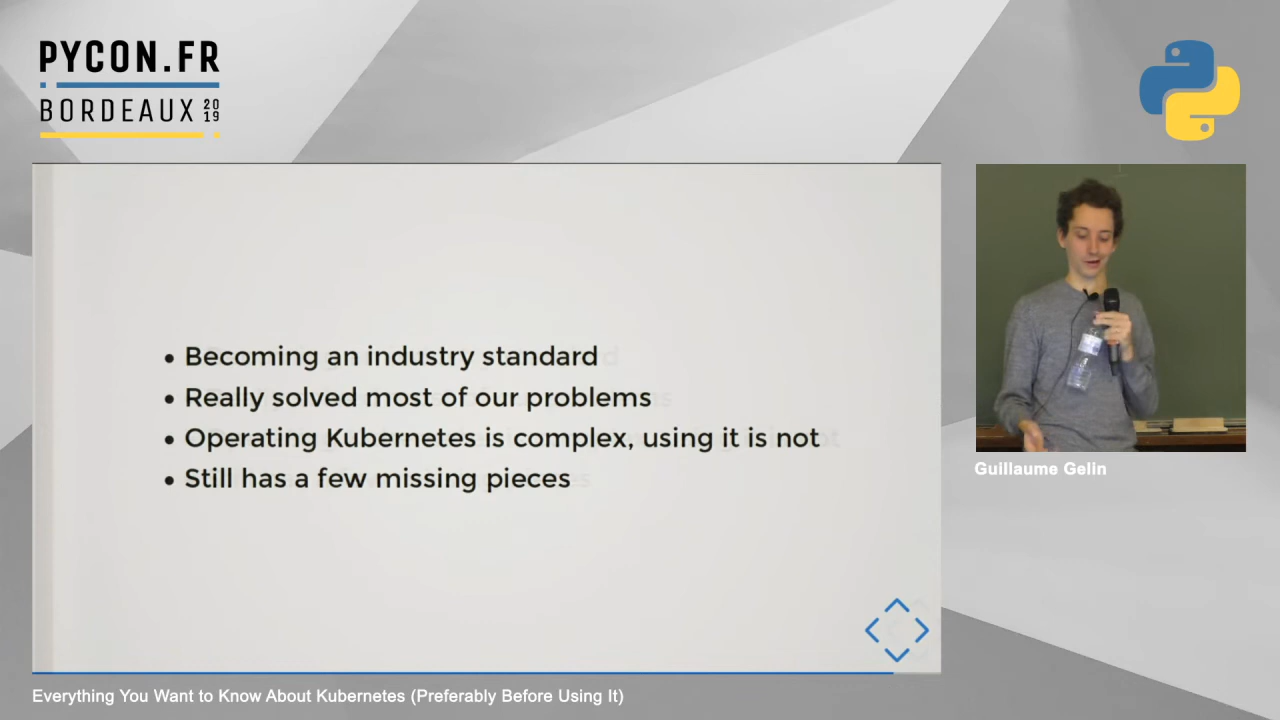 PYCON.FR
BORDEAUX 2019
• Becoming an industry standard
• Really solved most of our problems
• Operating Kubernetes is complex, using it is not
• Still has a few missing pieces
Guillaume Gelin
Everything You Want to Know About Kubernetes (Preferably Before Using It)